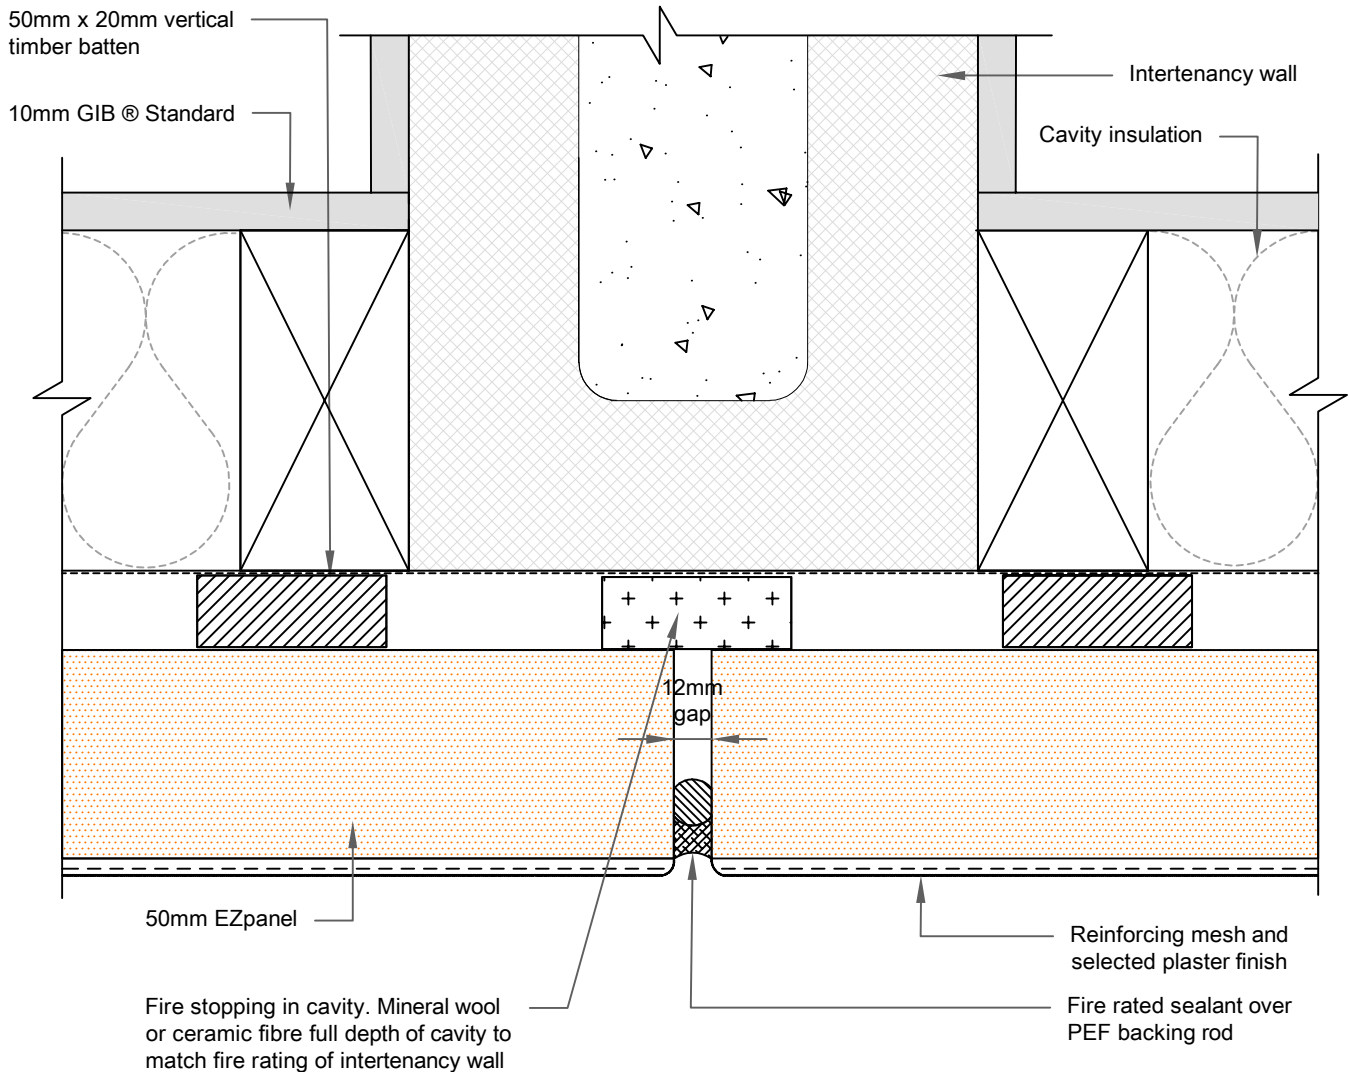 50mm x 20mm vertical
timber batten
10mm GIB ® Standard
Intertenancy wall
Cavity insulation
12mm
gap
50mm EZpanel
Reinforcing mesh and
selected plaster finish
Fire stopping in cavity. Mineral wool
or ceramic fibre full depth of cavity to
match fire rating of intertenancy wall
Fire rated sealant over
PEF backing rod